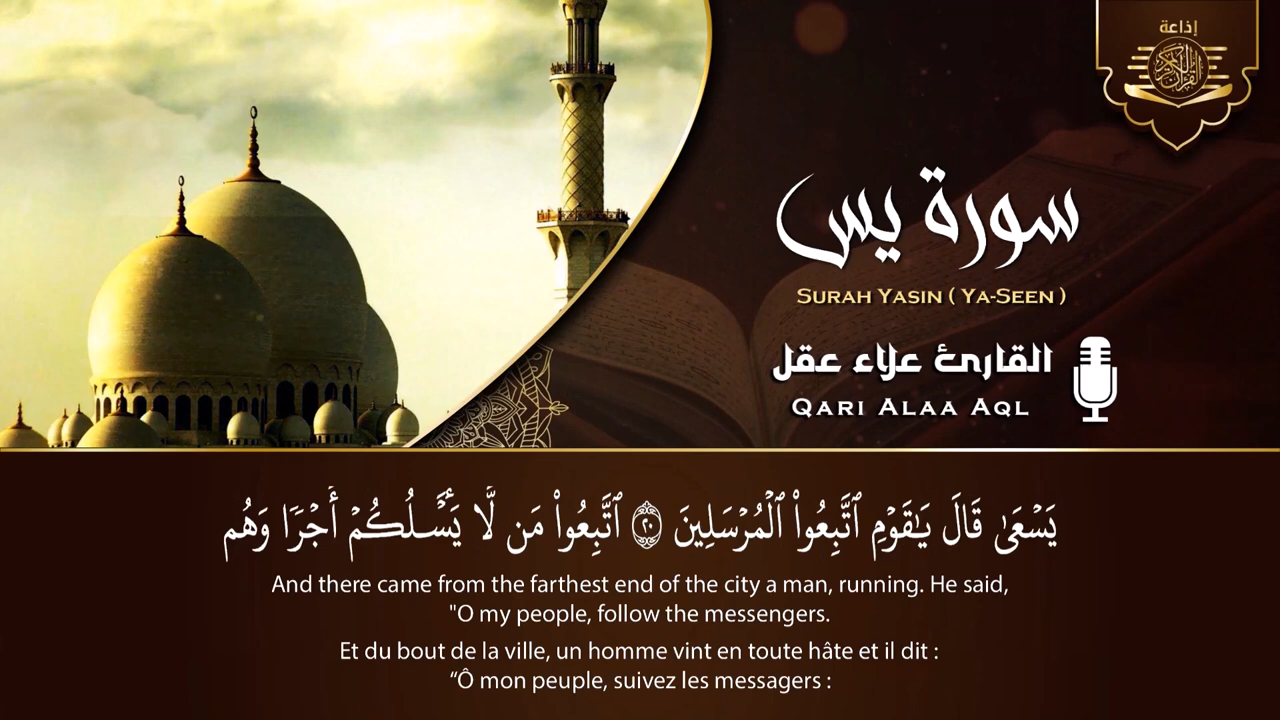 إذاعة
القرآن الكريم
سورة يس
SURAH YASIN ( YA-SEEN )
القارئ علاء عقل
QARI ALAA AQL
يَسْعَىٰ قَالَ يَـٰقَوْمِ ٱتَّبِعُوا۟ ٱلْمُرْسَلِينَ ٢٠ ٱتَّبِعُوا۟ مَن لَّا يَسْـَٔلُكُمْ أَجْرًا وَهُم
And there came from the farthest end of the city a man, running. He said,
"O my people, follow the messengers.
Et du bout de la ville, un homme vint en toute hâte et il dit :
“Ô mon peuple, suivez les messagers :